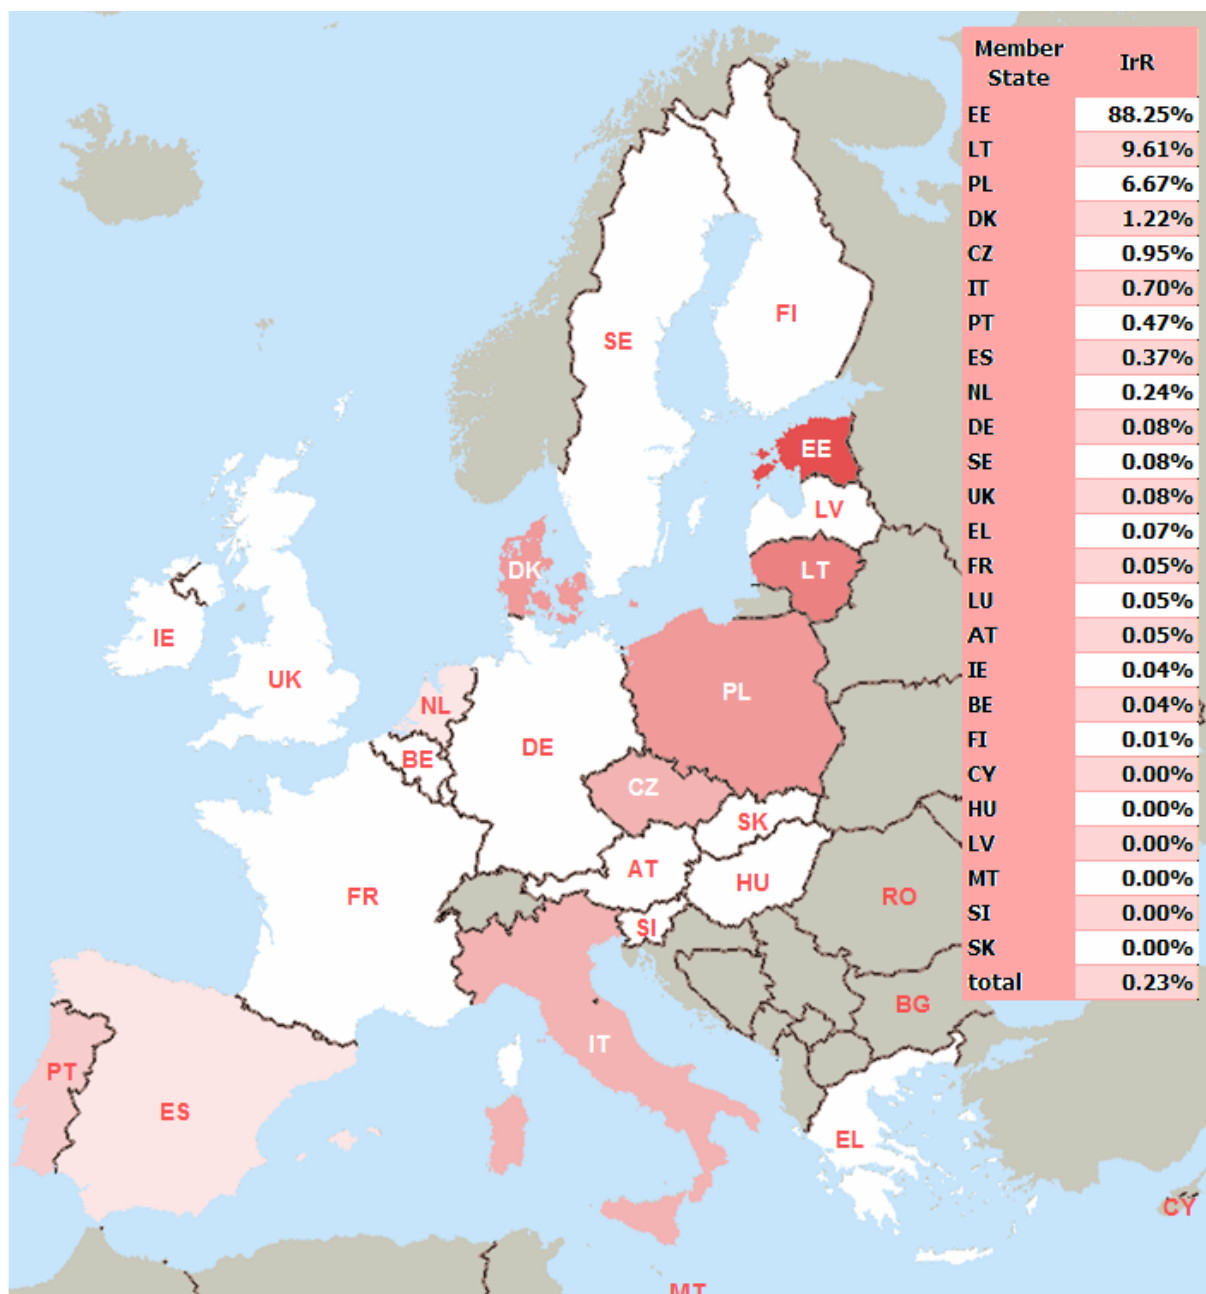 Member State IrR
EE 88.25%
LT 9.61%
PL 6.67%
DK 1.22%
CZ 0.95%
IT 0.70%
PT 0.47%
ES 0.37%
NL 0.24%
DE 0.08%
SE 0.08%
UK 0.08%
EL 0.07%
FR 0.05%
LU 0.05%
AT 0.05%
IE 0.04%
BE 0.04%
FI 0.01%
CY 0.00%
HU 0.00%
LV 0.00%
MT 0.00%
SI 0.00%
SK 0.00%
total 0.23%
FI
SE
EE
LV
DK
LT
IE
UK
PL
NL
DE
BE
CZ
SK
AT
HU
FR
RO
SI
BG
IT
PT
ES
EL
CY
MT